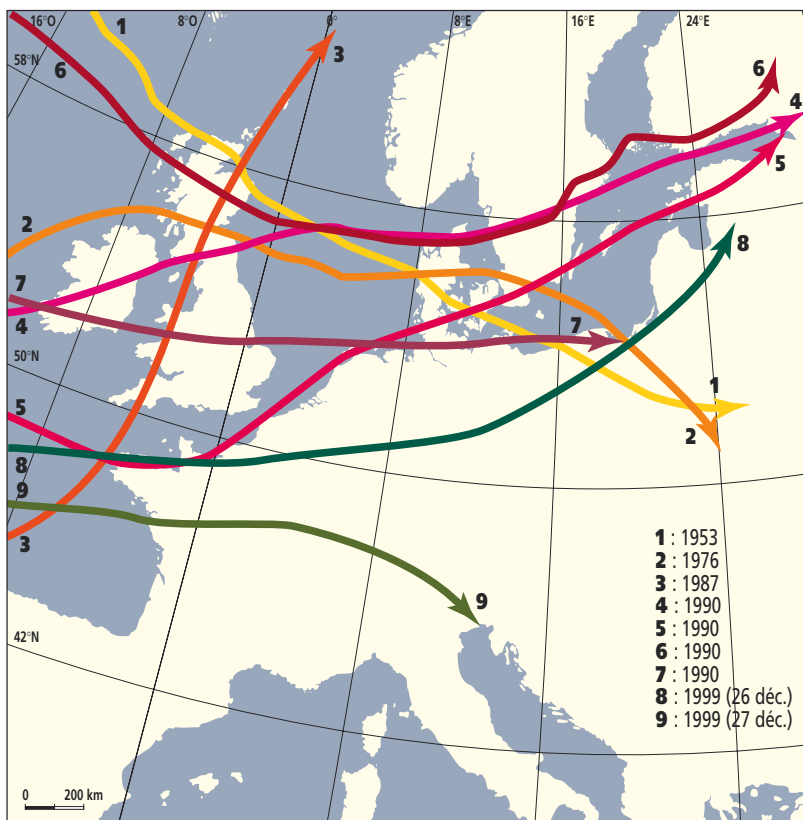 16°O
8°O
0°
8°E
16°E
24°E
1
3
6
58°N
6
4
5
2
8
7
4
7
50°N
5
1
2
8
9
3
9
1 : 1953
2 : 1976
3 : 1987
4 : 1990
5 : 1990
6 : 1990
7 : 1990
8 : 1999 (26 déc.)
9 : 1999 (27 déc.)
42°N
0 200 km